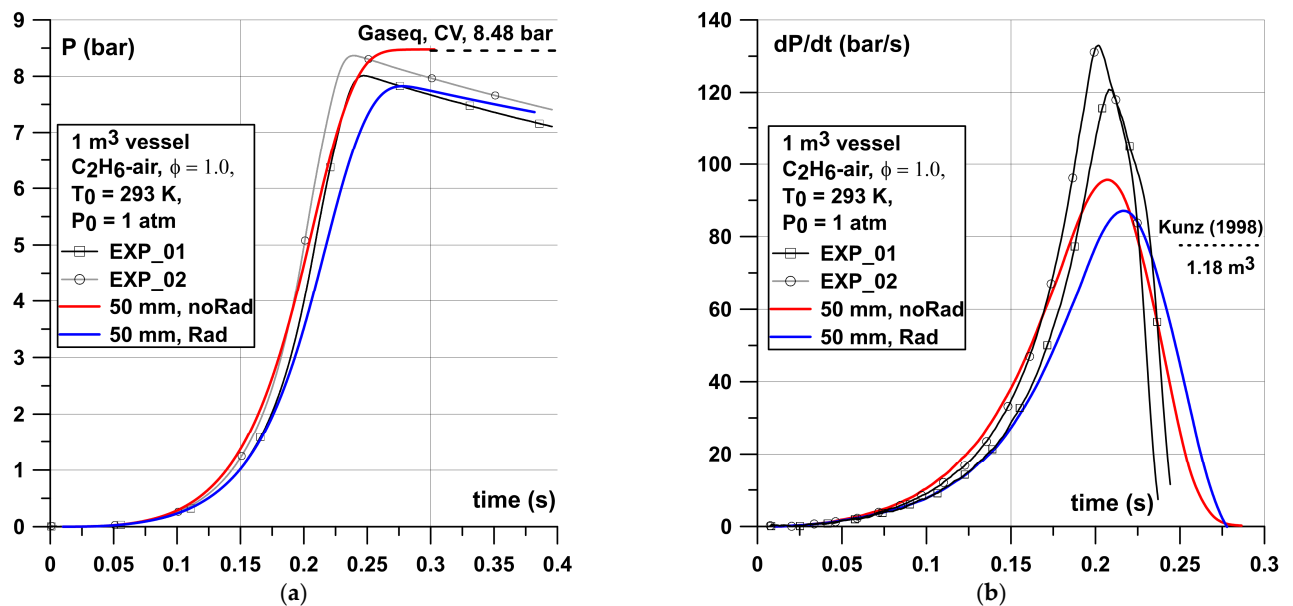 P (bar)
Gaseq, CV, 8.48 bar
1 m3 vessel
C2H6-air, ϕ = 1.0,
T0 = 293 K,
P0 = 1 atm
EXP_01
EXP_02
50 mm, noRad
50 mm, Rad
time (s)
9
8
7
6
5
4
3
2
1
0
0 0.05 0.1 0.15 0.2 0.25 0.3 0.35 0.4
(a)
dP/dt (bar/s)
1 m3 vessel
C2H6-air, ϕ = 1.0,
T0 = 293 K,
P0 = 1 atm
EXP_01
EXP_02
50 mm, noRad
50 mm, Rad
Kunz (1998)
1.18 m3
time (s)
140
120
100
80
60
40
20
0
0 0.05 0.1 0.15 0.2 0.25 0.3
(b)